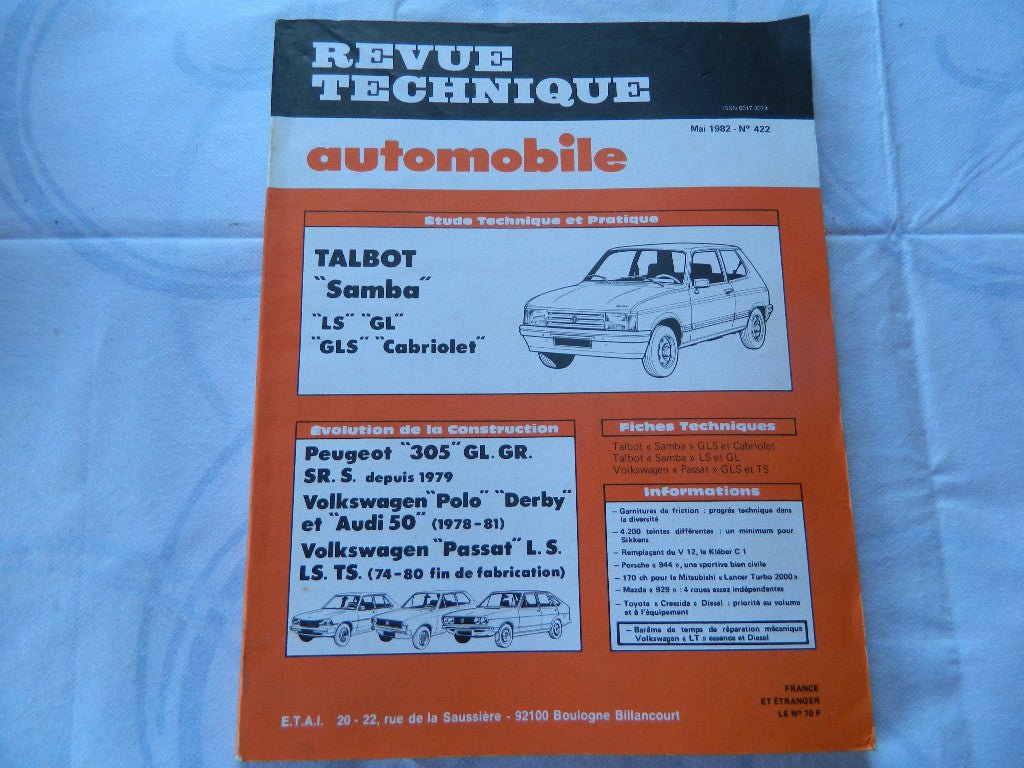 REVUE
TECHNIQUE
Mai 1982 - N° 422
automobile
Étude Technique et Pratique
TALBOT
"Samba"
"LS" "GL"
"GLS" "Cabriolet"
Évolution de la Construction
Peugeot "305" GL. GR.
SR. S. depuis 1979
Volkswagen "Polo" "Derby"
et "Audi 50" (1978-81)
Volkswagen "Passat" L. S.
LS. TS. (74-80 fin de fabrication)
Fiches Techniques
Talbot « Samba » GLS et Cabriolet
Talbot « Samba » LS et GL
Volkswagen « Passat » GLS et TS
Informations
— Garnitures de friction : progrès technique dans
la diversité
— 4.200 teintes différentes : un minimum pour
Sikkens
— Remplaçant du V 12, le Kléber C 1
— Porsche « 944 », une sportive bien civile
— 170 ch pour la Mitsubishi « Lancer Turbo 2000»
— Mazda « 929 » : 4 roues assez indépendantes
— Toyota « Cressida » Diesel : priorité au volume
et à l'équipement
— Barêma de temps de réparation mécanique
Volkswagen « LT » essence et Diesel
FRANCE
ET ÉTRANGER
LE N° 70 F
E.T.A.I. 20 - 22, rue de la Saussière - 92100 Boulogne Billancourt